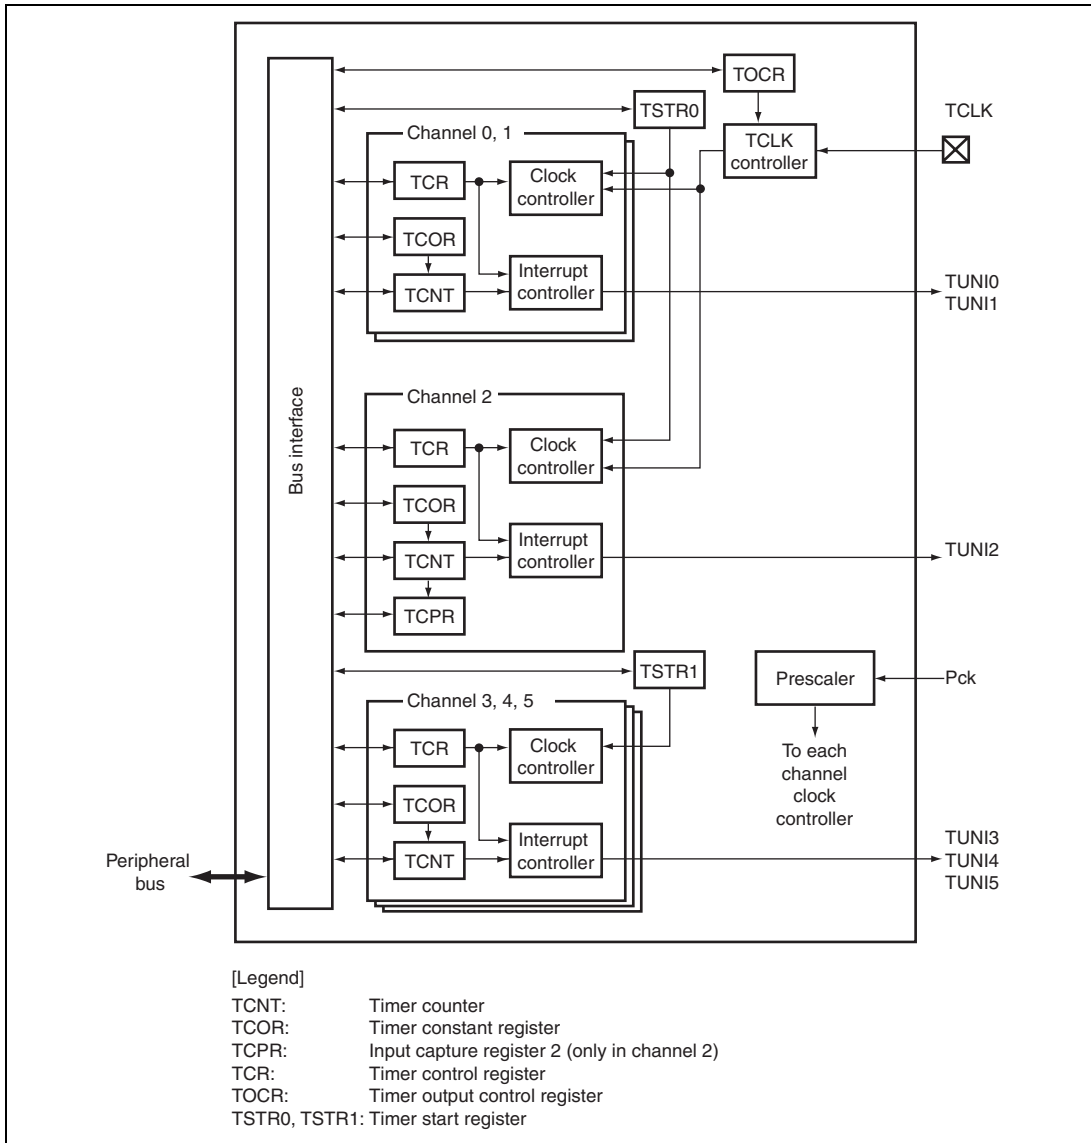 TOCR
TSTR0
TCLK
Channel 0, 1
TCLK
controller
TCR
Clock
controller
TCOR
TCNT
Interrupt
controller
TUNI0
TUNI1
Bus interface
Channel 2
TCR
Clock
controller
TCOR
TCNT
Interrupt
controller
TUNI2
TCPR
TSTR1
Prescaler
Pck
Channel 3, 4, 5
TCR
Clock
controller
To each
channel
clock
controller
TCOR
TCNT
Interrupt
controller
TUNI3
TUNI4
TUNI5
Peripheral
bus
[Legend]
TCNT: Timer counter
TCOR: Timer constant register
TCPR: Input capture register 2 (only in channel 2)
TCR: Timer control register
TOCR: Timer output control register
TSTR0, TSTR1: Timer start register